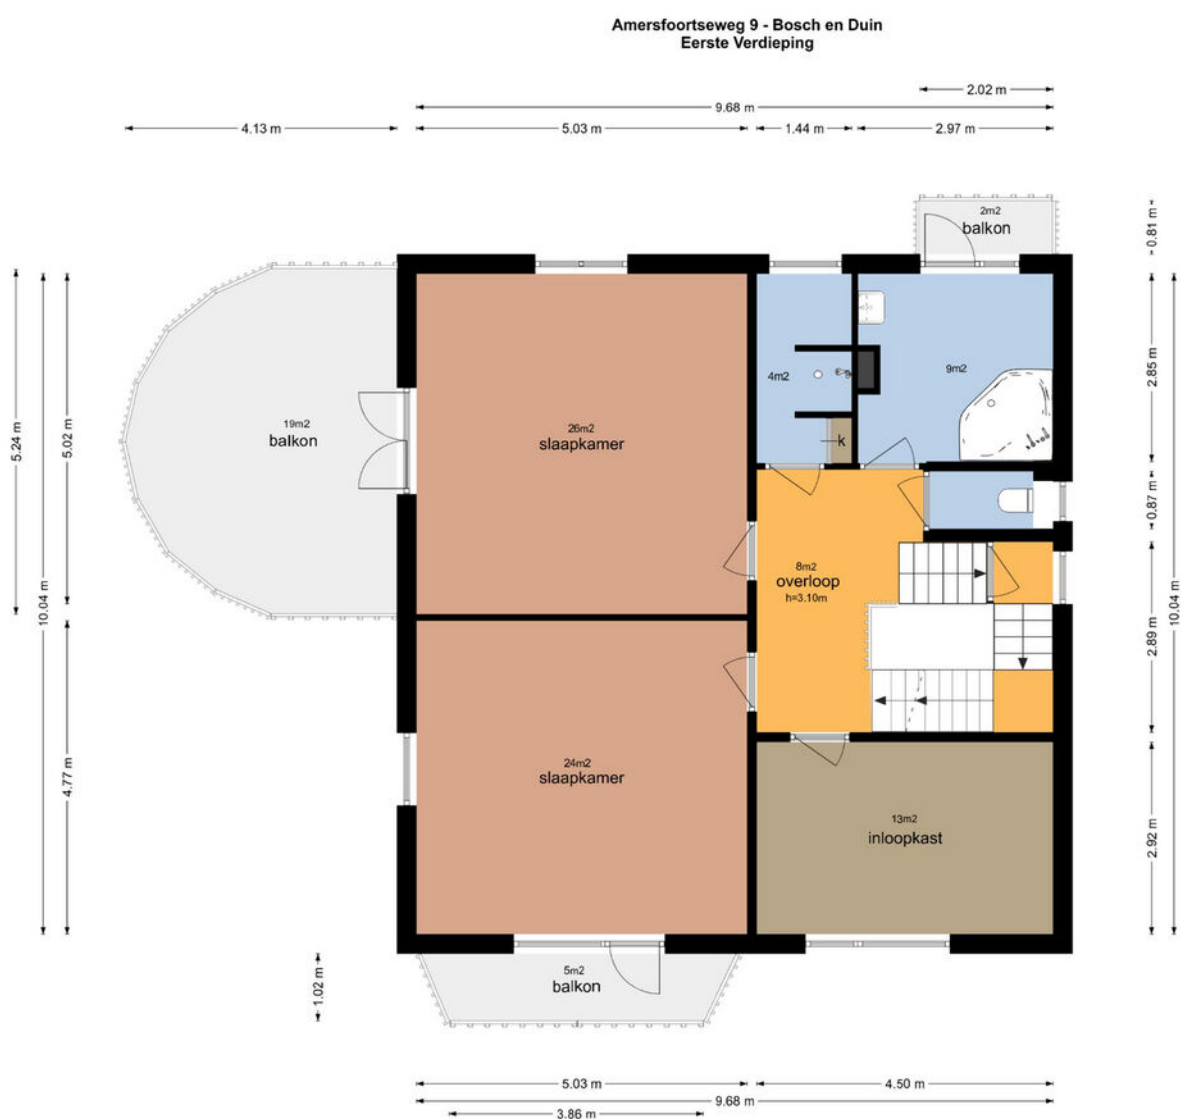 Amersfoortseweg 9 - Bosch en Duin
Eerste Verdieping
2.02 m
9.68 m
4.13 m
5.03 m
1.44 m
2.97 m
2m2
balkon
0.81 m
19m2
balkon
26m2
slaapkamer
4m2
k
9m2
5.24 m
10.04 m
5.02 m
2.85 m
0.87 m
8m2
overloop
h=3.10m
2.89 m
10.04 m
4.77 m
24m2
slaapkamer
13m2
inloopkast
2.92 m
1.02 m
5m2
balkon
5.03 m
4.50 m
9.68 m
3.86 m